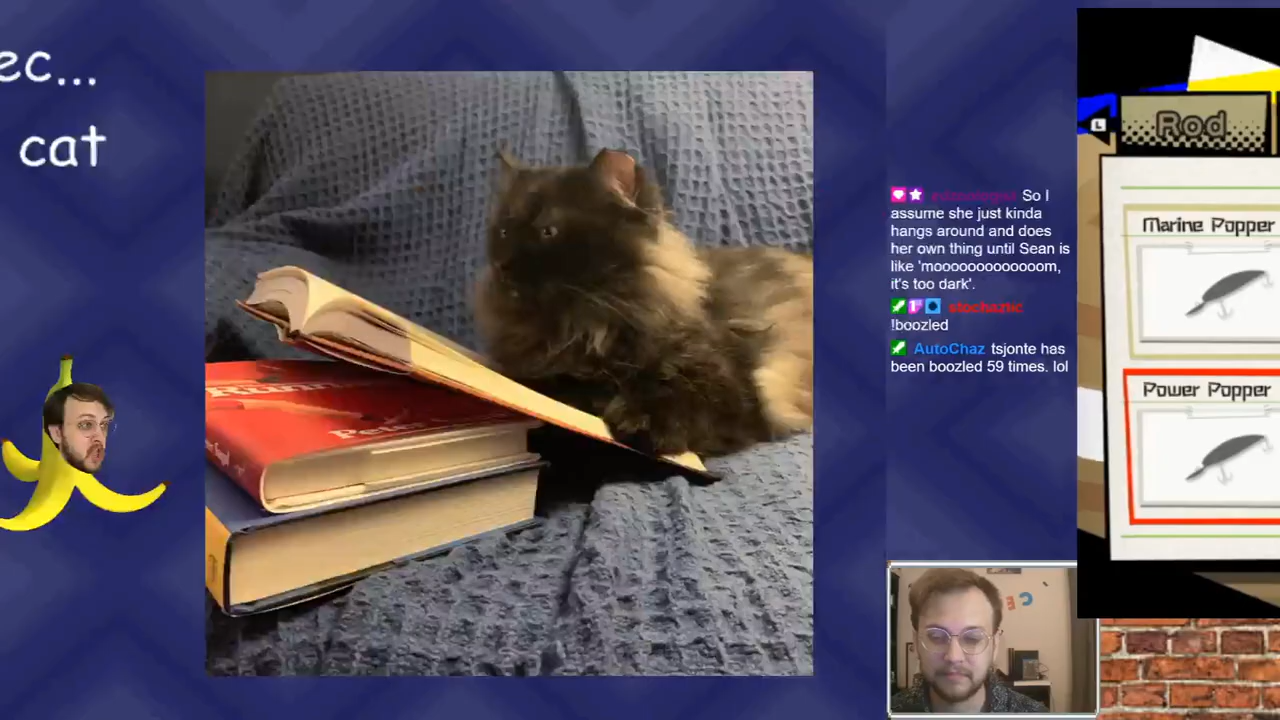 ec...
cat
So I
assume she just kinda
hangs around and does
her own thing until Sean is
like 'mooooooooooooom,
it's too dark'.
stochaztic
!boozled
AutoChaz tsjonte has
been boozled 59 times. lol
L
Rod
Marine Popper
Power Popper